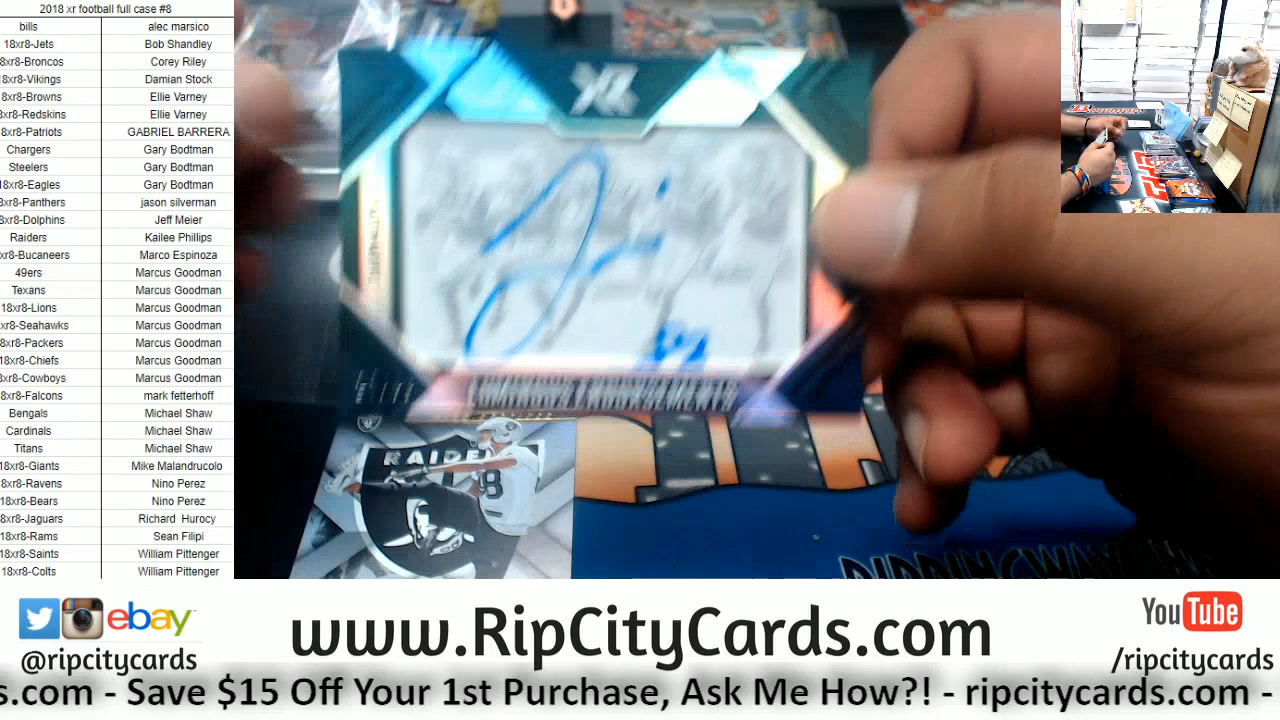 2018 xr football full case #8
bills alec marsico
18xr8-Jets Bob Shandley
8xr8-Broncos Corey Riley
18xr8-Vikings Damian Stock
8xr8-Browns Ellie Varney
8xr8-Redskins Ellie Varney
8xr8-Patriots GABRIEL BARRERA
Chargers Gary Bodtman
Steelers Gary Bodtman
18xr8-Eagles Gary Bodtman
8xr8-Panthers jason silverman
8xr8-Dolphins Jeff Meier
Raiders Kailee Phillips
xr8-Bucaneers Marco Espinoza
49ers Marcus Goodman
Texans Marcus Goodman
18xr8-Lions Marcus Goodman
xr8-Seahawks Marcus Goodman
8xr8-Packers Marcus Goodman
18xr8-Chiefs Marcus Goodman
8xr8-Cowboys Marcus Goodman
18xr8-Falcons mark fetterhoff
Bengals Michael Shaw
Cardinals Michael Shaw
Titans Michael Shaw
18xr8-Giants Mike Malandrucolo
8xr8-Ravens Nino Perez
18xr8-Bears Nino Perez
8xr8-Jaguars Richard Hurocy
18xr8-Rams Sean Filipi
18xr8-Saints William Pittenger
18xr8-Colts William Pittenger
XR
RAIDE
8
ebay
@ripcitycards
www.RipCityCards.com
YouTube
/ripcitycards
s.com - Save $15 Off Your 1st Purchase, Ask Me How?! - ripcitycards.com -